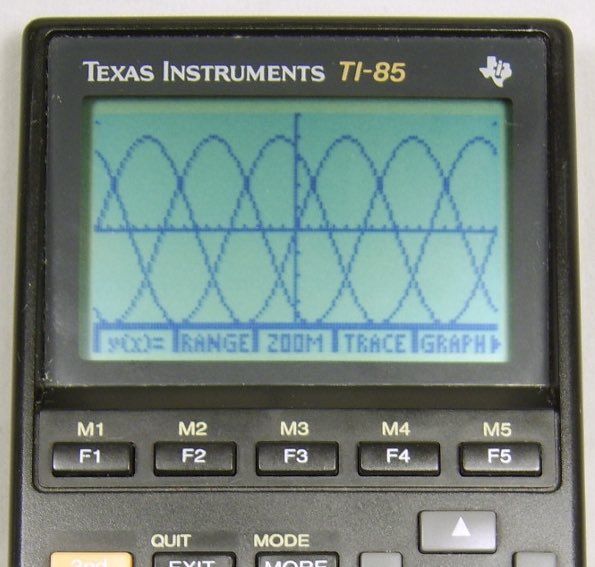 TEXAS INSTRUMENTS TI-85
y(x)= RANGE ZOOM TRACE GRAPH
M1 M2 M3 M4 M5
F1 F2 F3 F4 F5
QUIT MODE
2nd EXIT MORE